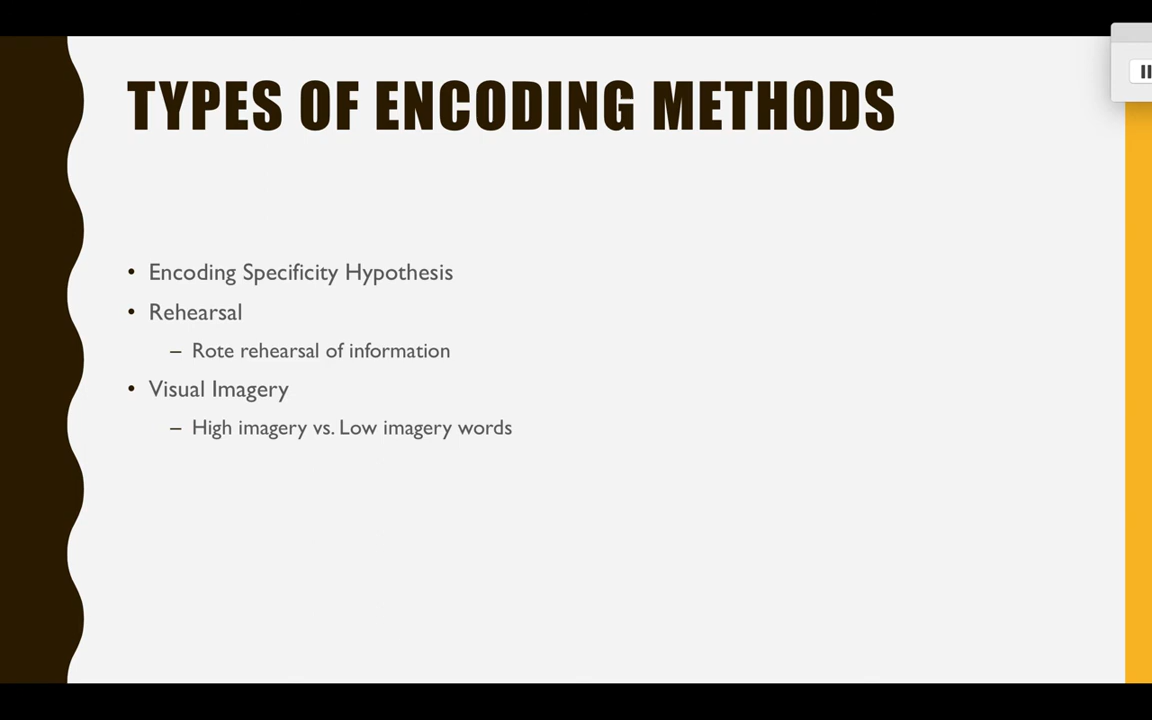 TYPES OF ENCODING METHODS
• Encoding Specificity Hypothesis
• Rehearsal
– Rote rehearsal of information
• Visual Imagery
– High imagery vs. Low imagery words